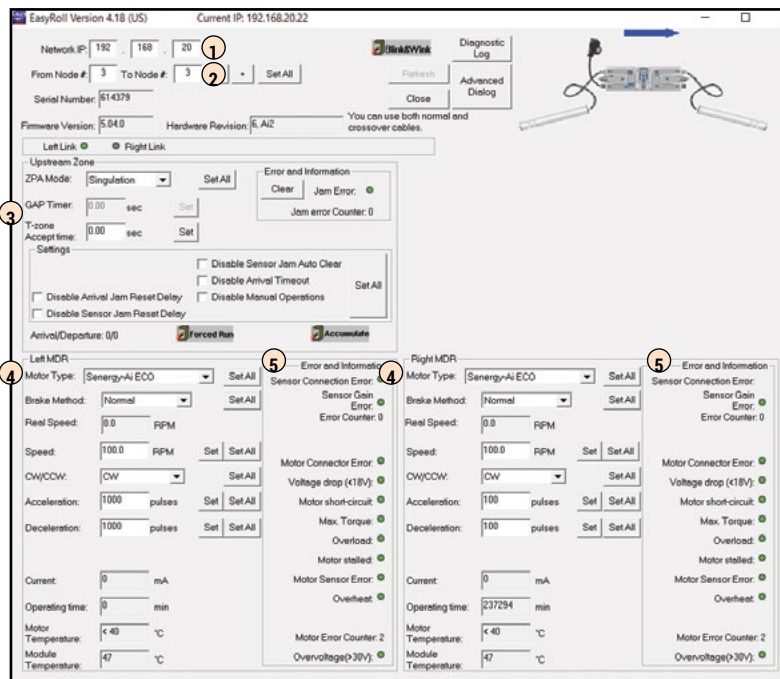 EasyRoll Version 4.18 (US) Current IP: 192.168.20.22
Network IP: 192 . 168 . 20 1
Blink&Wink
Diagnostic Log
From Node #: 3 To Node #: 3 2 + Set All
Refresh
Advanced Dialog
Serial Number: 614379
Close
Firmware Version: 5.04.0 Hardware Revision: 6, Ai2
You can use both normal and crossover cables.
Left Link Right Link
Upstream Zone
ZPA Mode: Singulation Set All
Error and Information
Clear Jam Error:
Jam error Counter: 0
3
GAP Timer: 0.00 sec Set
T-zone Accept time: 0.00 sec Set
Settings
Disable Sensor Jam Auto Clear
Disable Arrival Timeout
Set All
Disable Arrival Jam Reset Delay Disable Manual Operations
Disable Sensor Jam Reset Delay
Arrival/Departure: 0/0 Forced Run Accumulate
Left MDR
4
Motor Type: Senergy-Ai ECO Set All
Brake Method: Normal Set All
Real Speed: 0.0 RPM
Speed: 100.0 RPM Set Set All
CW/CCW: CW Set All
Acceleration: 1000 pulses Set Set All
Deceleration: 1000 pulses Set Set All
Current: 0 mA
Operating time: 0 min
Motor Temperature: < 40 °C
Module Temperature: 47 °C
5
Error and Information
Sensor Connection Error:
Sensor Gain Error:
Error Counter: 0
Motor Connector Error:
Voltage drop (<18V):
Motor short-circuit:
Max. Torque:
Overload:
Motor stalled:
Motor Sensor Error:
Overheat:
Motor Error Counter: 2
Overvoltage(>30V):
Right MDR
4
Motor Type: Senergy-Ai ECO Set All
Brake Method: Normal Set All
Real Speed: 0.0 RPM
Speed: 100.0 RPM Set Set All
CW/CCW: CW Set All
Acceleration: 100 pulses Set Set All
Deceleration: 100 pulses Set Set All
Current: 0 mA
Operating time: 237294 min
Motor Temperature: < 40 °C
Module Temperature: 47 °C
5
Error and Information
Sensor Connection Error:
Sensor Gain Error:
Error Counter: 0
Motor Connector Error:
Voltage drop (<18V):
Motor short-circuit:
Max. Torque:
Overload:
Motor stalled:
Motor Sensor Error:
Overheat:
Motor Error Counter: 2
Overvoltage(>30V):